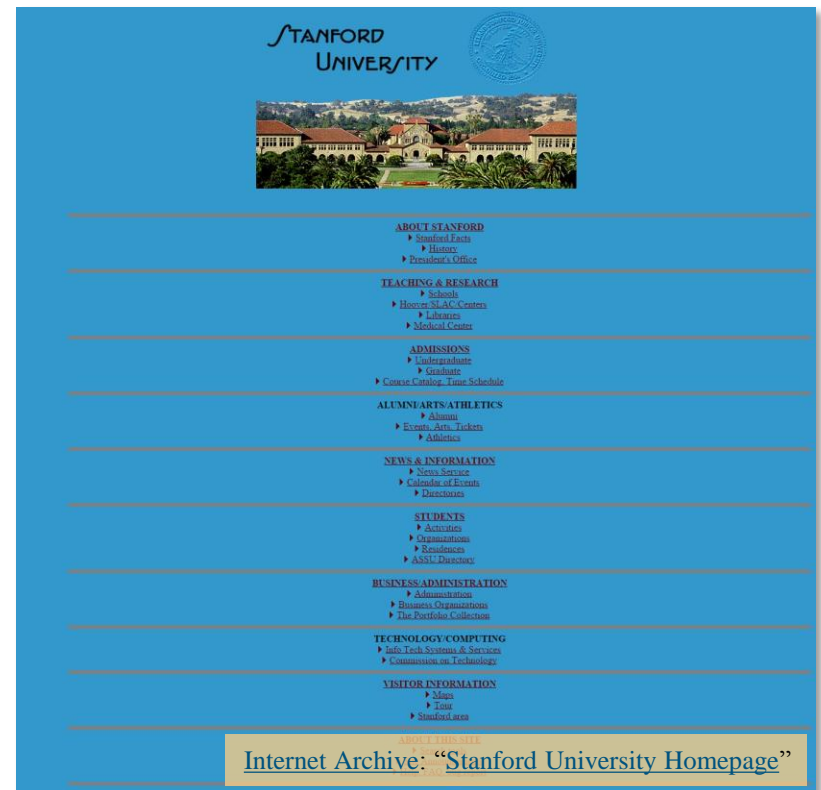 STANFORD
UNIVERSITY
ABOUT STANFORD
Stanford Facts
History
President's Office
TEACHING & RESEARCH
Schools
Hoover/SLAC/Centers
Libraries
Medical Center
ADMISSIONS
Undergraduate
Graduate
Course Catalog, Time Schedule
ALUMNI/ARTS/ATHLETICS
Alumni
Events, Arts, Tickets
Athletics
NEWS & INFORMATION
News Service
Calendar of Events
Directories
STUDENTS
Activities
Organizations
Residences
ASSU Directory
BUSINESS/ADMINISTRATION
Administration
Business Organizations
The Portfolio Collection
TECHNOLOGY/COMPUTING
Info Tech Systems & Services
Commission on Technology
VISITOR INFORMATION
Maps
Tour
Stanford area
ABOUT THIS SITE
Internet Archive: “Stanford University Homepage”